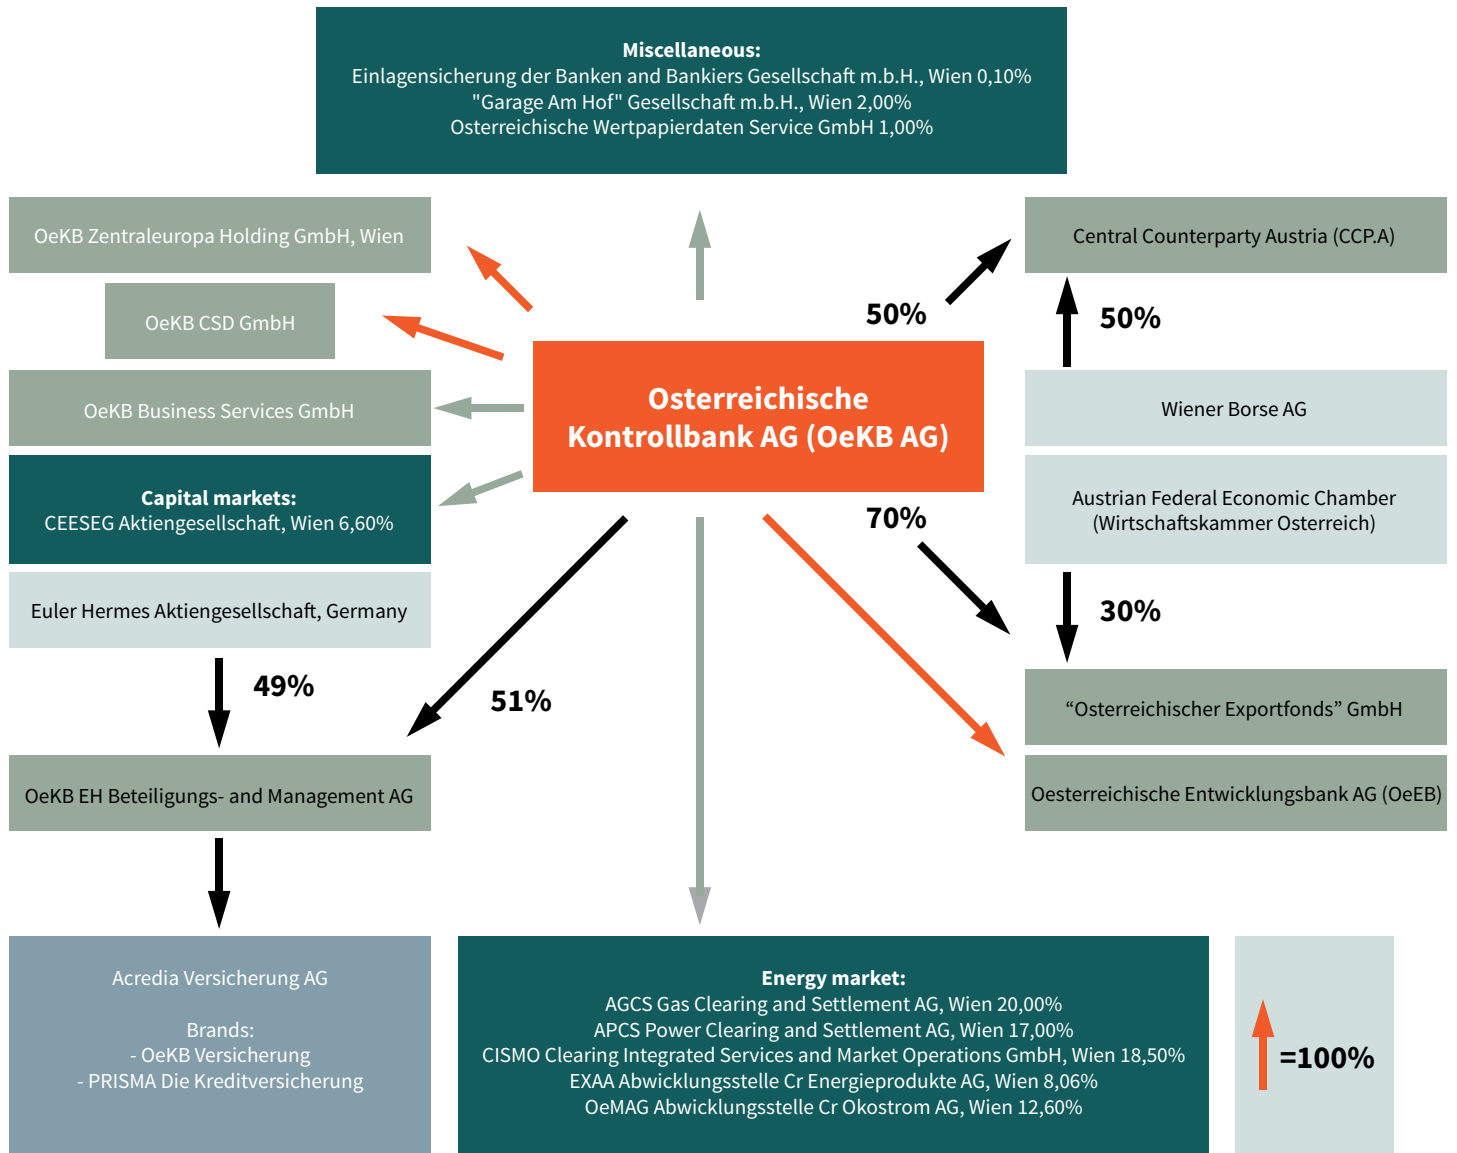 Miscellaneous:
Einlagensicherung der Banken and Bankiers Gesellschaft m.b.H., Wien 0,10%
"Garage Am Hof" Gesellschaft m.b.H., Wien 2,00%
Osterreichische Wertpapierdaten Service GmbH 1,00%
OeKB Zentraleuropa Holding GmbH, Wien
OeKB CSD GmbH
OeKB Business Services GmbH
Capital markets:
CEESEG Aktiengesellschaft, Wien 6,60%
Euler Hermes Aktiengesellschaft, Germany
49%
51%
OeKB EH Beteiligungs- and Management AG
Acredia Versicherung AG
Brands:
- OeKB Versicherung
- PRISMA Die Kreditversicherung
Osterreichische
Kontrollbank AG (OeKB AG)
50%
Central Counterparty Austria (CCP.A)
50%
Wiener Borse AG
Austrian Federal Economic Chamber
(Wirtschaftskammer Osterreich)
70%
30%
“Osterreichischer Exportfonds” GmbH
Oesterreichische Entwicklungsbank AG (OeEB)
Energy market:
AGCS Gas Clearing and Settlement AG, Wien 20,00%
APCS Power Clearing and Settlement AG, Wien 17,00%
CISMO Clearing Integrated Services and Market Operations GmbH, Wien 18,50%
EXAA Abwicklungsstelle Cr Energieprodukte AG, Wien 8,06%
OeMAG Abwicklungsstelle Cr Okostrom AG, Wien 12,60%
=100%